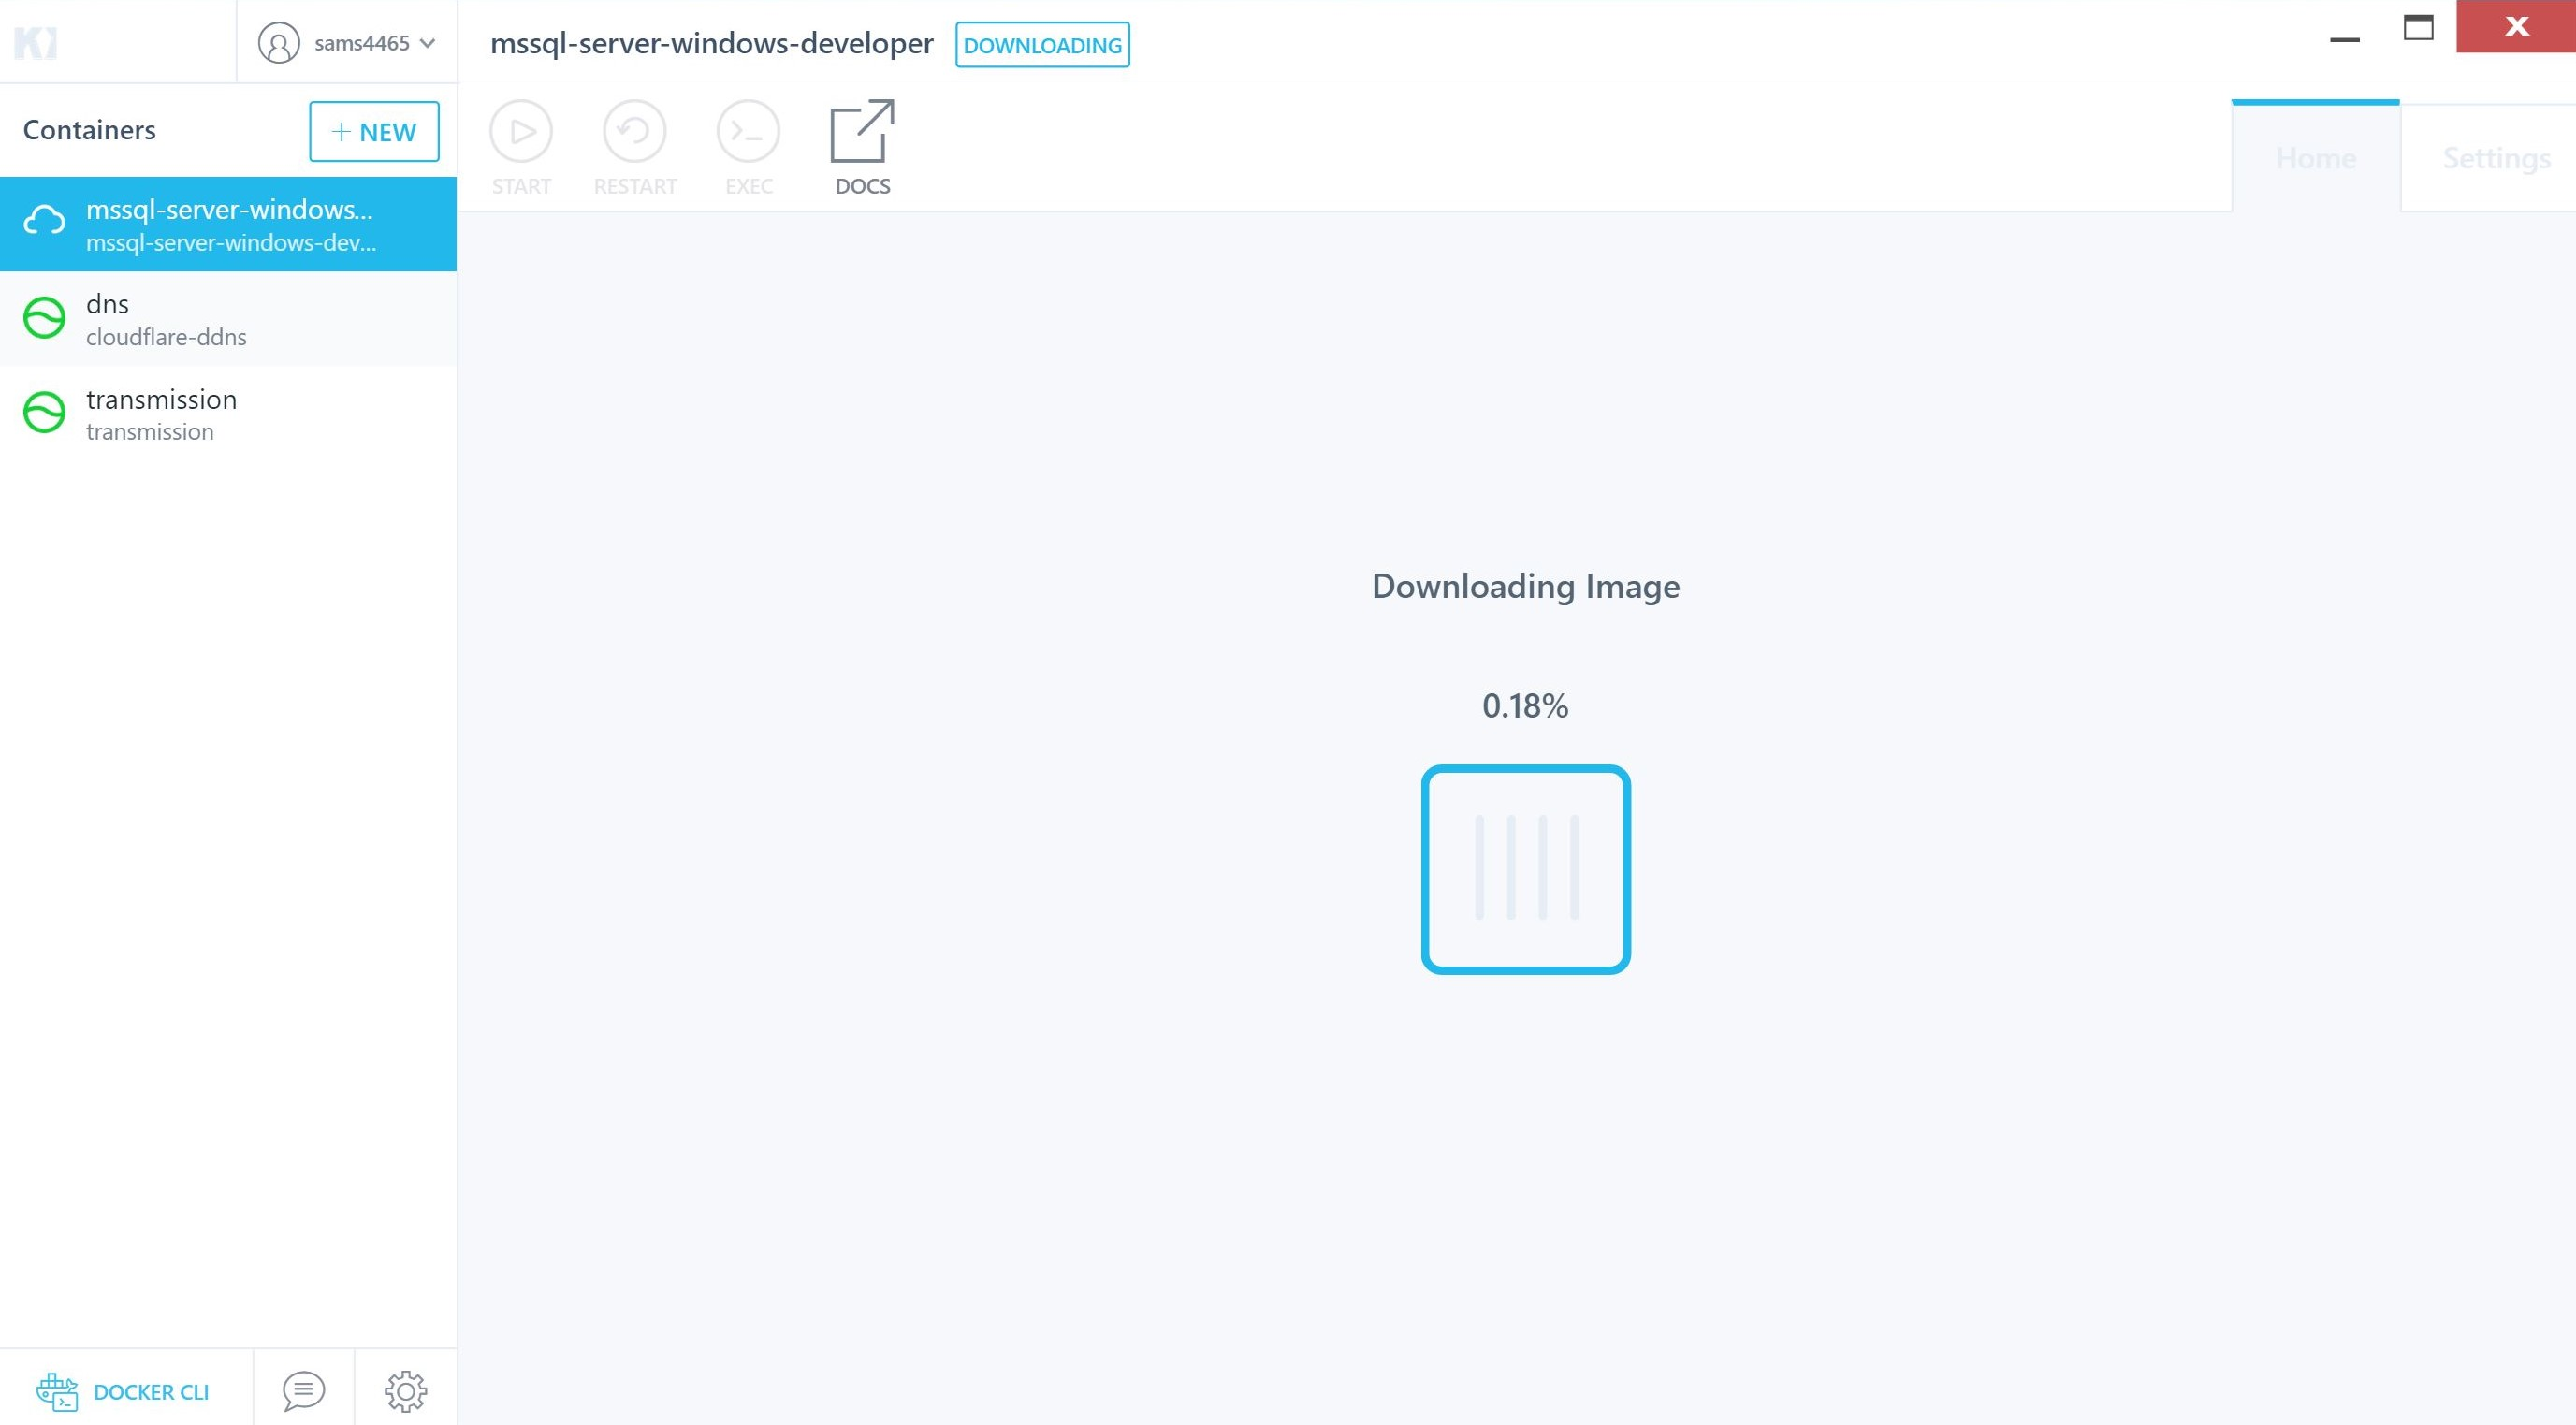 sams4465
mssql-server-windows-developer DOWNLOADING
Containers
+ NEW
START
RESTART
EXEC
DOCS
Home
Settings
mssql-server-windows...
mssql-server-windows-dev...
dns
cloudflare-ddns
transmission
transmission
Downloading Image
0.18%
DOCKER CLI